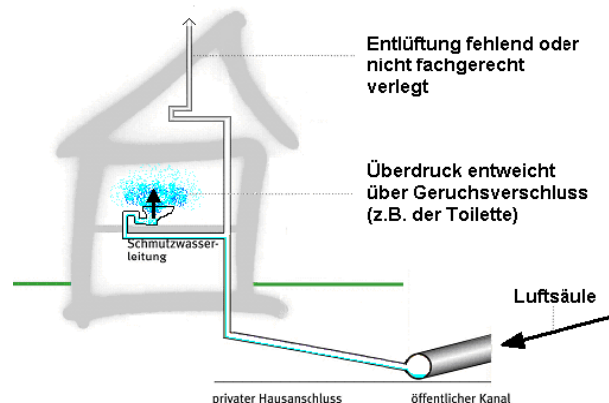 Entlüftung fehlend oder
nicht fachgerecht
verlegt
Überdruck entweicht
über Geruchsverschluss
(z.B. der Toilette)
Schmutzwasser-
leitung
Luftsäule
privater Hausanschluss
öffentlicher Kanal